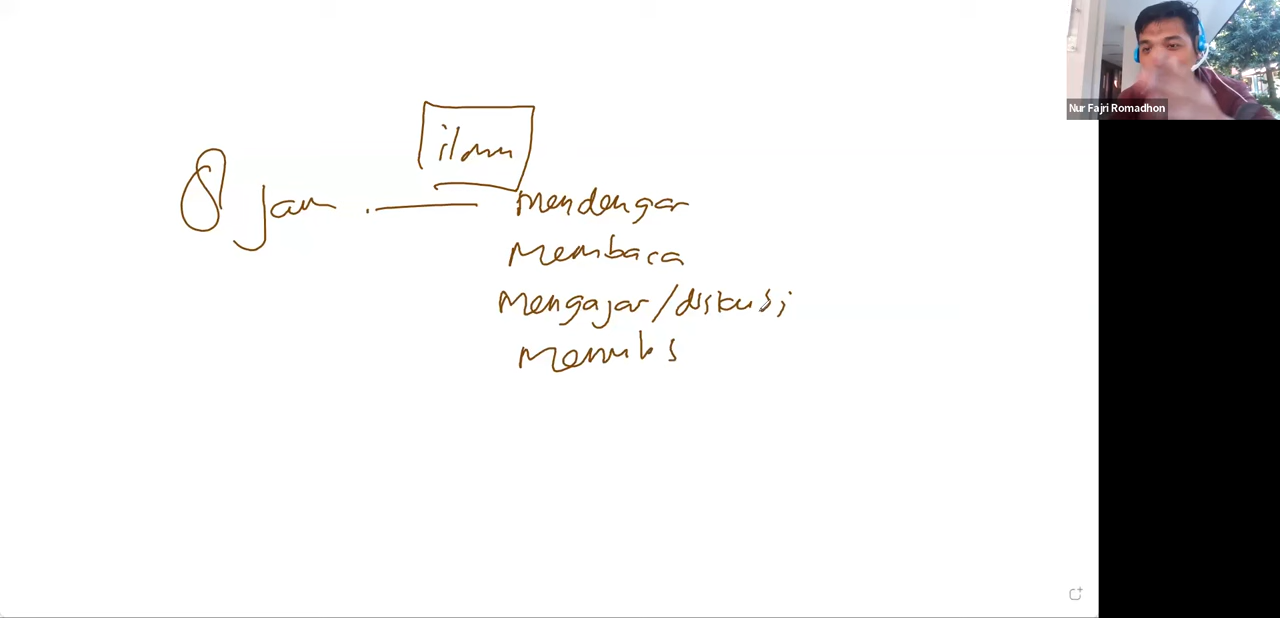 Nur Fajri Romadhon
ilmu
8 jam
mendengar
membaca
mengajar/diskusi
menulis